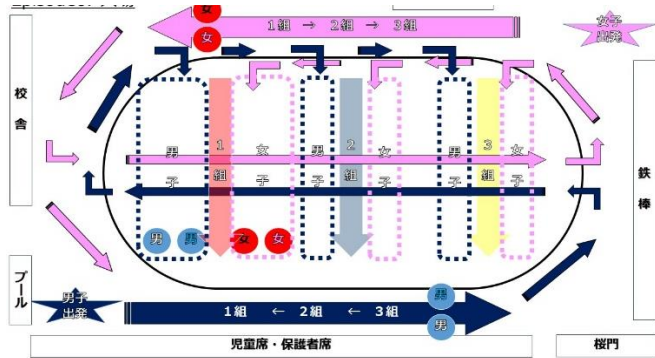 女
女
1組 → 2組 → 3組
女子
出発
校舎
男子
1組
女子
男子
2組
女子
男子
3組
女子
鉄棒
男
男
女
女
プール
男子
出発
1組 ← 2組 ← 3組
男
男
児童席・保護者席
桜門